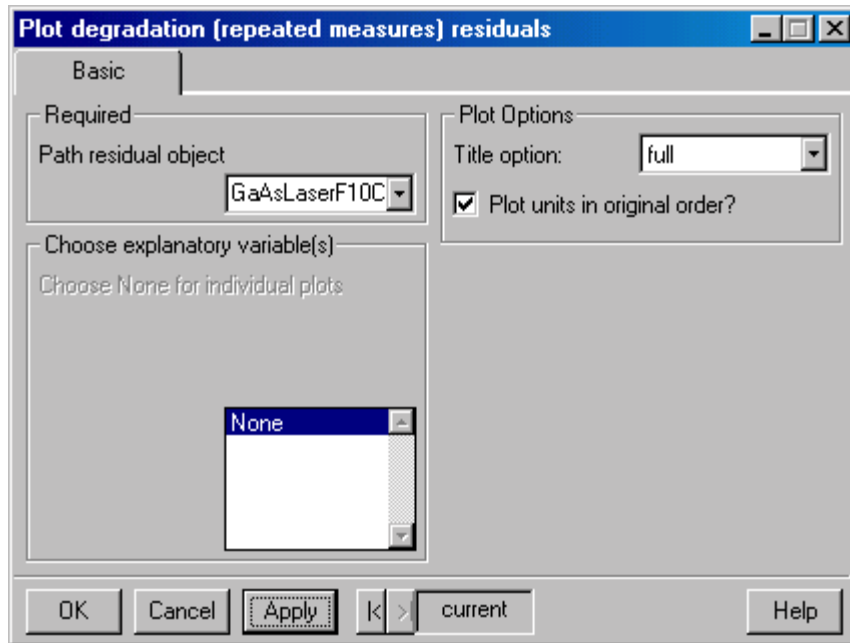 Plot degradation (repeated measures) residuals
Basic
Required
Path residual object
GaAsLaserF10C
Choose explanatory variable(s)
Choose None for individual plots
None
Plot Options
Title option:
full
Plot units in original order?
OK
Cancel
Apply
current
Help